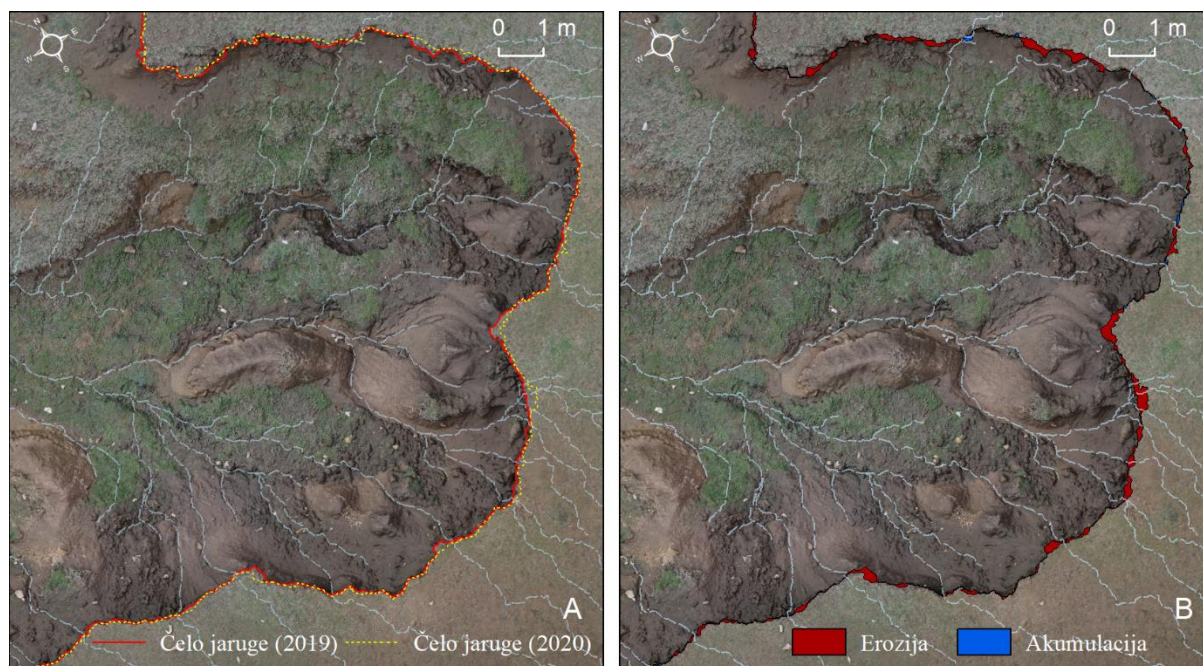 N
E
W
S
0 1 m
N
E
W
S
0 1 m
A
Čelo jaruge (2019) Čelo jaruge (2020)
B
Erozija Akumulacija